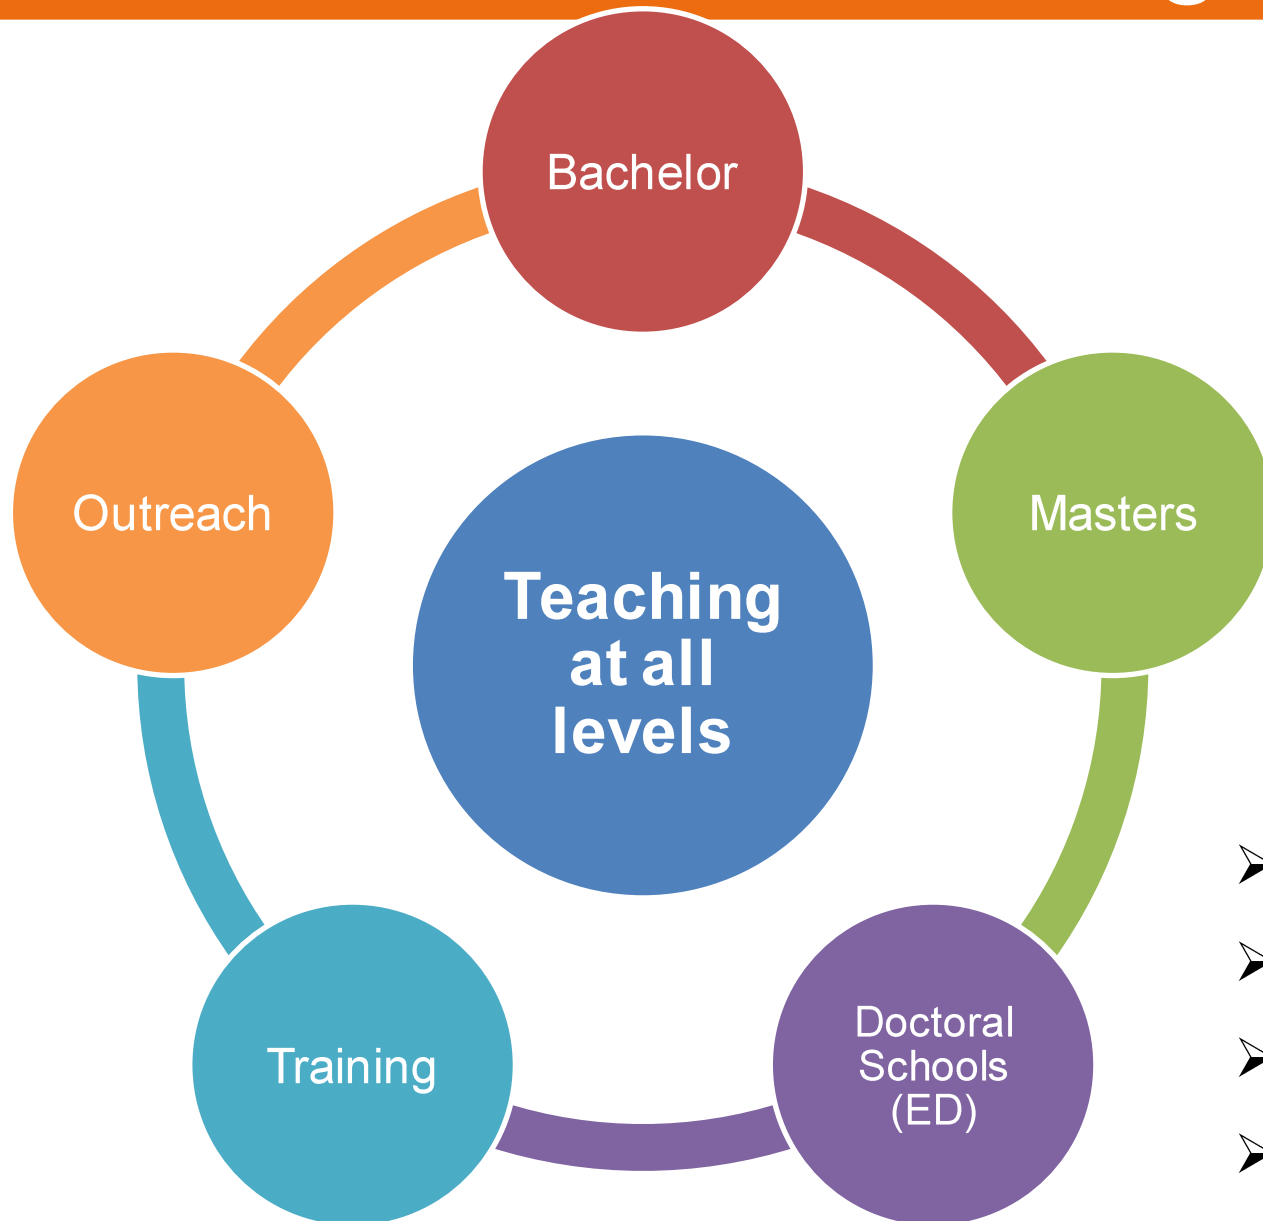 Bachelor
Outreach
Masters
Teaching
at all
levels
Training
Doctoral
Schools
(ED)